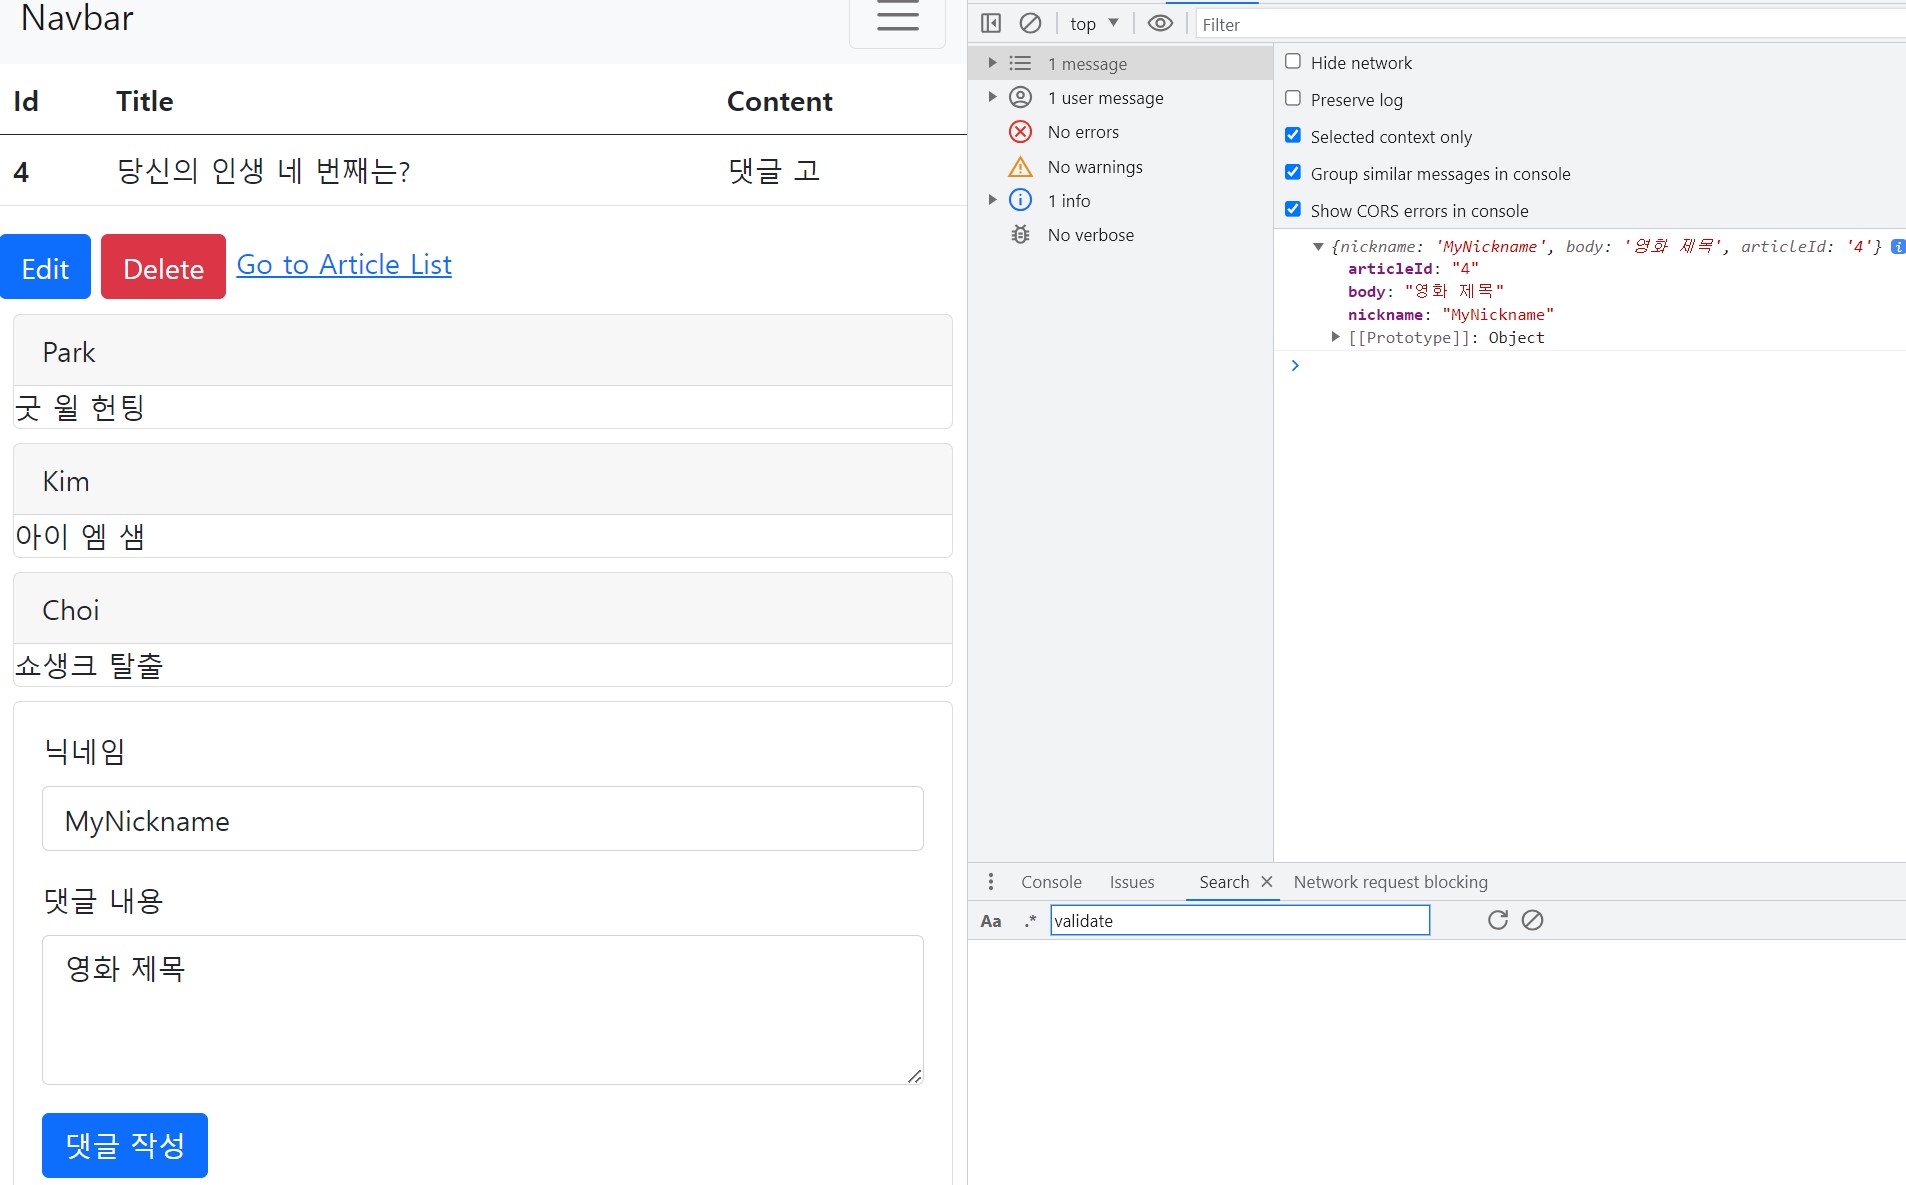 Navbar
Id Title Content
4 당신의 인생 네 번째는? 댓글 고
Edit Delete Go to Article List
Park
굿 윌 헌팅
Kim
아이 엠 샘
Choi
쇼생크 탈출
닉네임
MyNickname
댓글 내용
영화 제목
댓글 작성
top Filter
1 message
1 user message
No errors
No warnings
1 info
No verbose
Hide network
Preserve log
Selected context only
Group similar messages in console
Show CORS errors in console
{nickname: 'MyNickname', body: '영화 제목', articleId: '4'} i
articleId: "4"
body: "영화 제목"
nickname: "MyNickname"
[[Prototype]]: Object
Console Issues Search Network request blocking
Aa .* validate